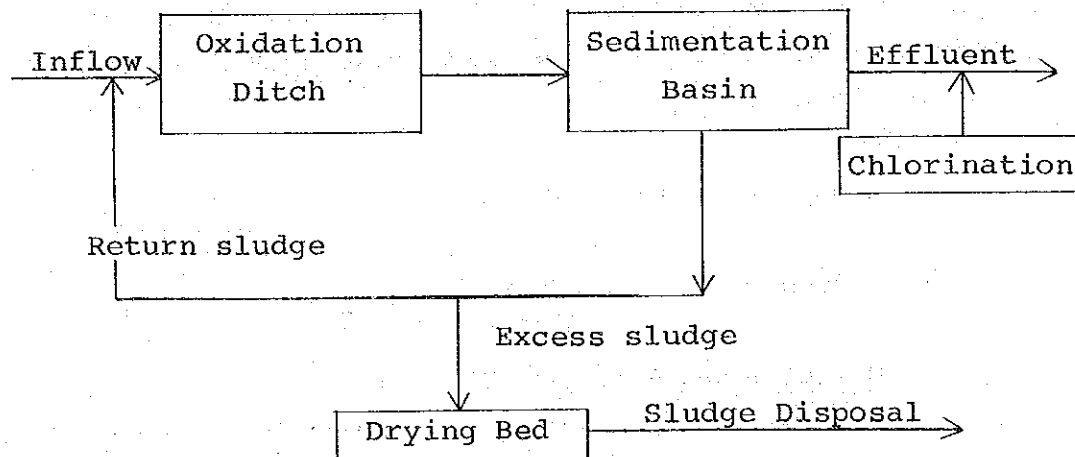 Inflow
Oxidation
Ditch
Sedimentation
Basin
Effluent
Chlorination
Return sludge
Excess sludge
Drying Bed
Sludge Disposal